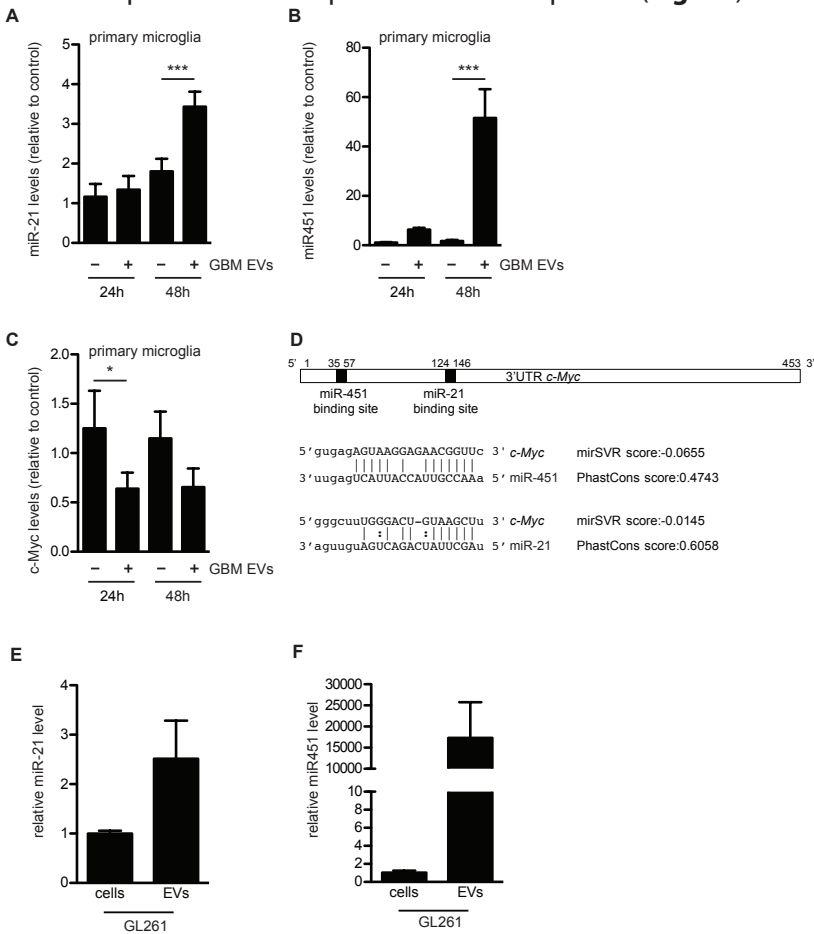 A
primary microglia
miR-21 levels (relative to control)
5
4
3
2
1
0
***
− + − + GBM EVs
24h 48h
B
primary microglia
miR451 levels (relative to control)
80
60
40
20
0
***
− + − + GBM EVs
24h 48h
C
primary microglia
c-Myc levels (relative to control)
2.0
1.5
1.0
0.5
0.0
*
− + − + GBM EVs
24h 48h
D
5' 1 35 57 124 146 453 3'
3'UTR c-Myc
miR-451 miR-21
binding site binding site
5'gugagAGUAAGGAGAACGGUUc 3' c-Myc mirSVR score:-0.0655
||||| | |||||||
3'uugagUCAUUACCAUUGCCAAa 5' miR-451 PhastCons score:0.4743
5'gggcuuUGGGACU-GUAAGCUu 3' c-Myc mirSVR score:-0.0145
| :| || :||||||
3'aguuguAGUCAGACUAUUCGAu 5' miR-21 PhastCons score:0.6058
E
relative miR-21 level
4
3
2
1
0
cells EVs
GL261
F
relative miR451 level
30000
25000
20000
15000
10000
10
8
6
4
2
0
cells EVs
GL261